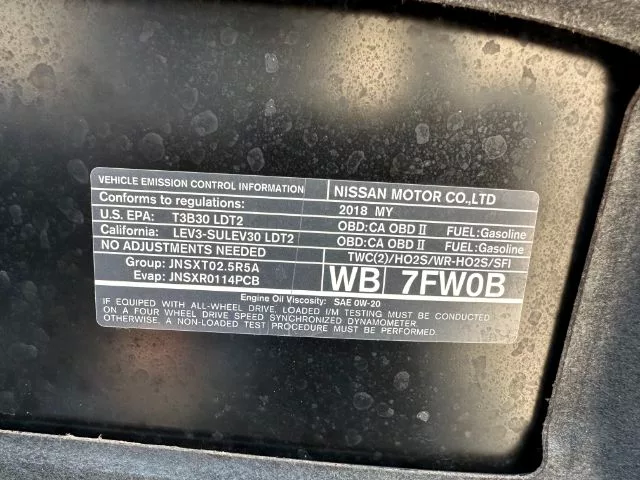 VEHICLE EMISSION CONTROL INFORMATION NISSAN MOTOR CO.,LTD
Conforms to regulations: 2018 MY
U.S. EPA: T3B30 LDT2 OBD:CA OBD II FUEL:Gasoline
California: LEV3-SULEV30 LDT2 OBD:CA OBD II FUEL:Gasoline
NO ADJUSTMENTS NEEDED TWC(2)/HO2S/WR-HO2S/SFI
Group: JNSXT02.5R5A
Evap: JNSXR0114PCB
WB 7FW0B
Engine Oil Viscosity: SAE 0W-20
IF EQUIPPED WITH ALL-WHEEL DRIVE, LOADED I/M TESTING MUST BE CONDUCTED
ON A FOUR WHEEL DRIVE SPEED SYNCHRONIZED DYNAMOMETER.
OTHERWISE, A NON-LOADED TEST PROCEDURE MUST BE PERFORMED.